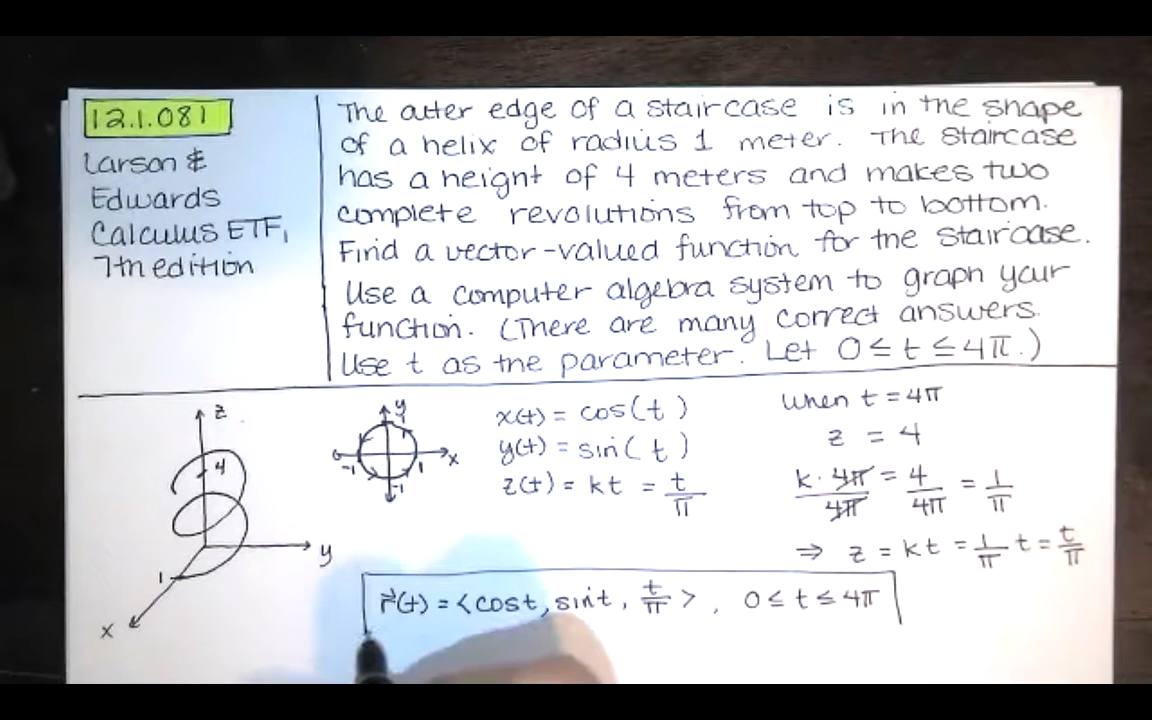 12.1.081
Larson &
Edwards
Calculus ETF,
7th edition
The outer edge of a staircase is in the shape
of a helix of radius 1 meter. The staircase
has a height of 4 meters and makes two
complete revolutions from top to bottom.
Find a vector-valued function for the staircase.
Use a computer algebra system to graph your
function. (There are many correct answers.
Use t as the parameter. Let 0 ≤ t ≤ 4π.)
z
4
y
1
x
y
1
x
-1
1
-1
x(t) = cos(t)
y(t) = sin(t)
z(t) = kt = t/π
when t = 4π
z = 4
k · 4π/4π = 4/4π = 1/π
⇒ z = kt = 1/π t = t/π
r⃗(t) = <cost, sint, t/π>, 0 ≤ t ≤ 4π